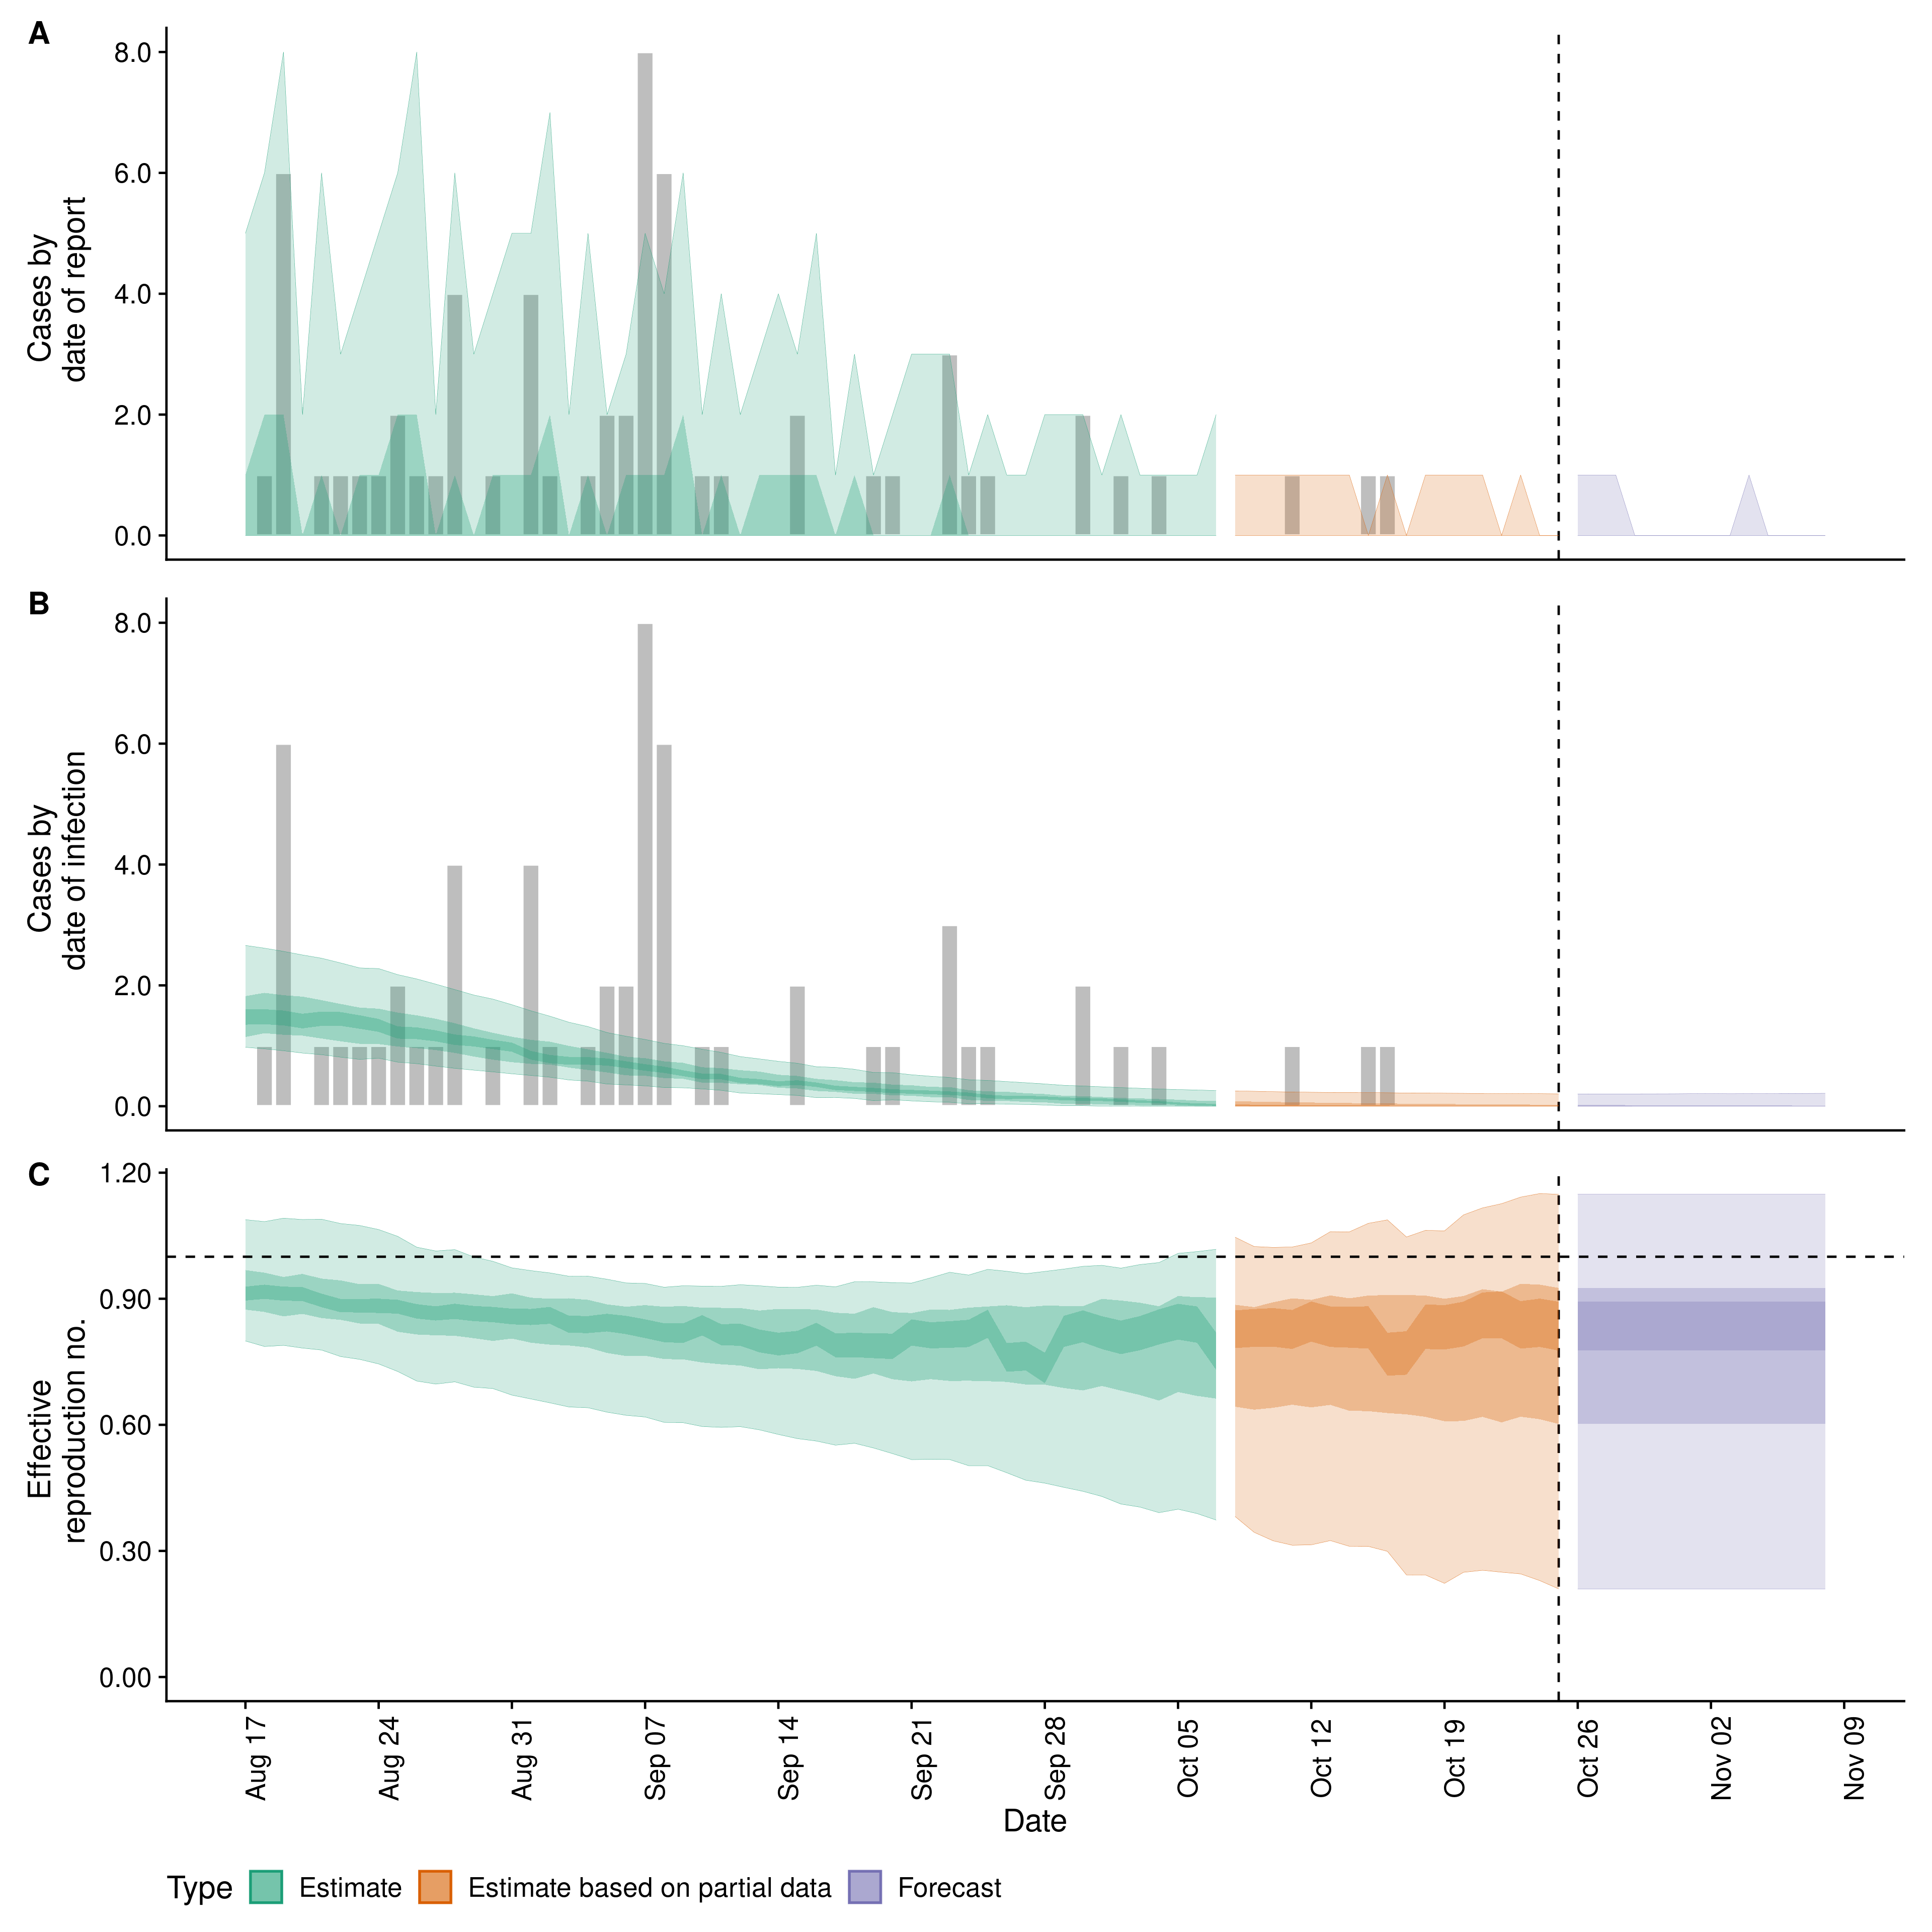 A
8.0
6.0
4.0
2.0
0.0
Cases by
date of report
B
8.0
6.0
4.0
2.0
0.0
Cases by
date of infection
C
1.20
0.90
0.60
0.30
0.00
Effective
reproduction no.
Aug 17
Aug 24
Aug 31
Sep 07
Sep 14
Sep 21
Sep 28
Oct 05
Oct 12
Oct 19
Oct 26
Nov 02
Nov 09
Date
Type Estimate Estimate based on partial data Forecast